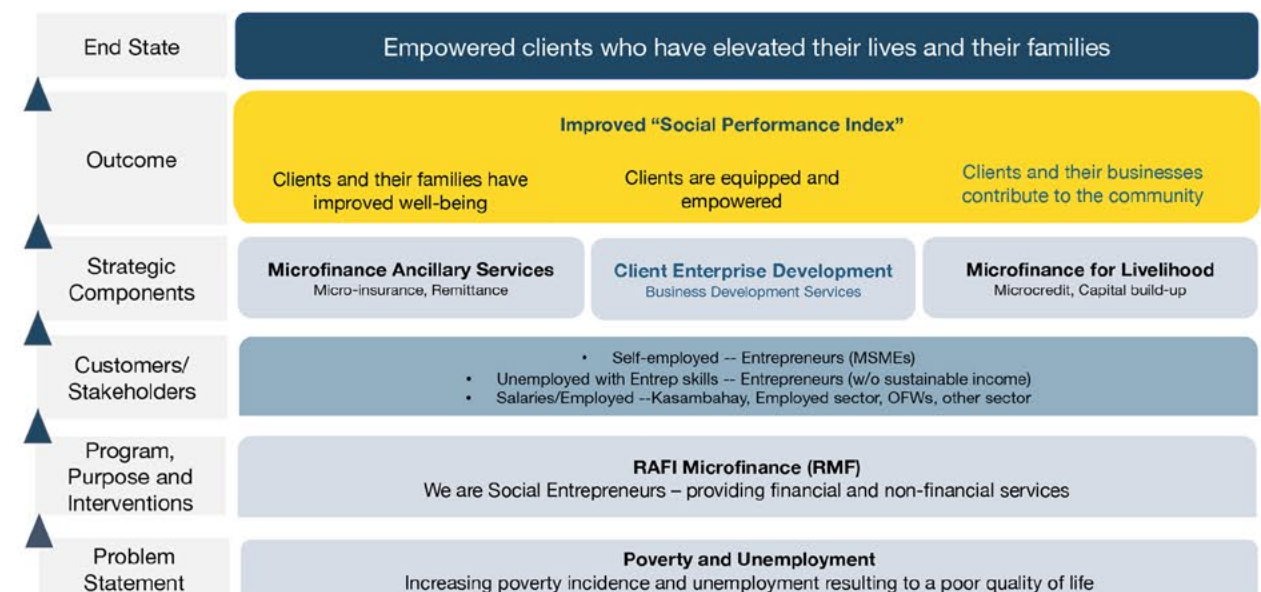 End State
Empowered clients who have elevated their lives and their families
Outcome
Improved “Social Performance Index”
Clients and their families have
improved well-being
Clients are equipped and
empowered
Clients and their businesses
contribute to the community
Strategic
Components
Microfinance Ancillary Services
Micro-insurance, Remittance
Client Enterprise Development
Business Development Services
Microfinance for Livelihood
Microcredit, Capital build-up
Customers/
Stakeholders
• Self-employed -- Entrepreneurs (MSMEs)
• Unemployed with Entrep skills -- Entrepreneurs (w/o sustainable income)
• Salaries/Employed --Kasambahay, Employed sector, OFWs, other sector
Program,
Purpose and
Interventions
RAFI Microfinance (RMF)
We are Social Entrepreneurs – providing financial and non-financial services
Problem
Statement
Poverty and Unemployment
Increasing poverty incidence and unemployment resulting to a poor quality of life